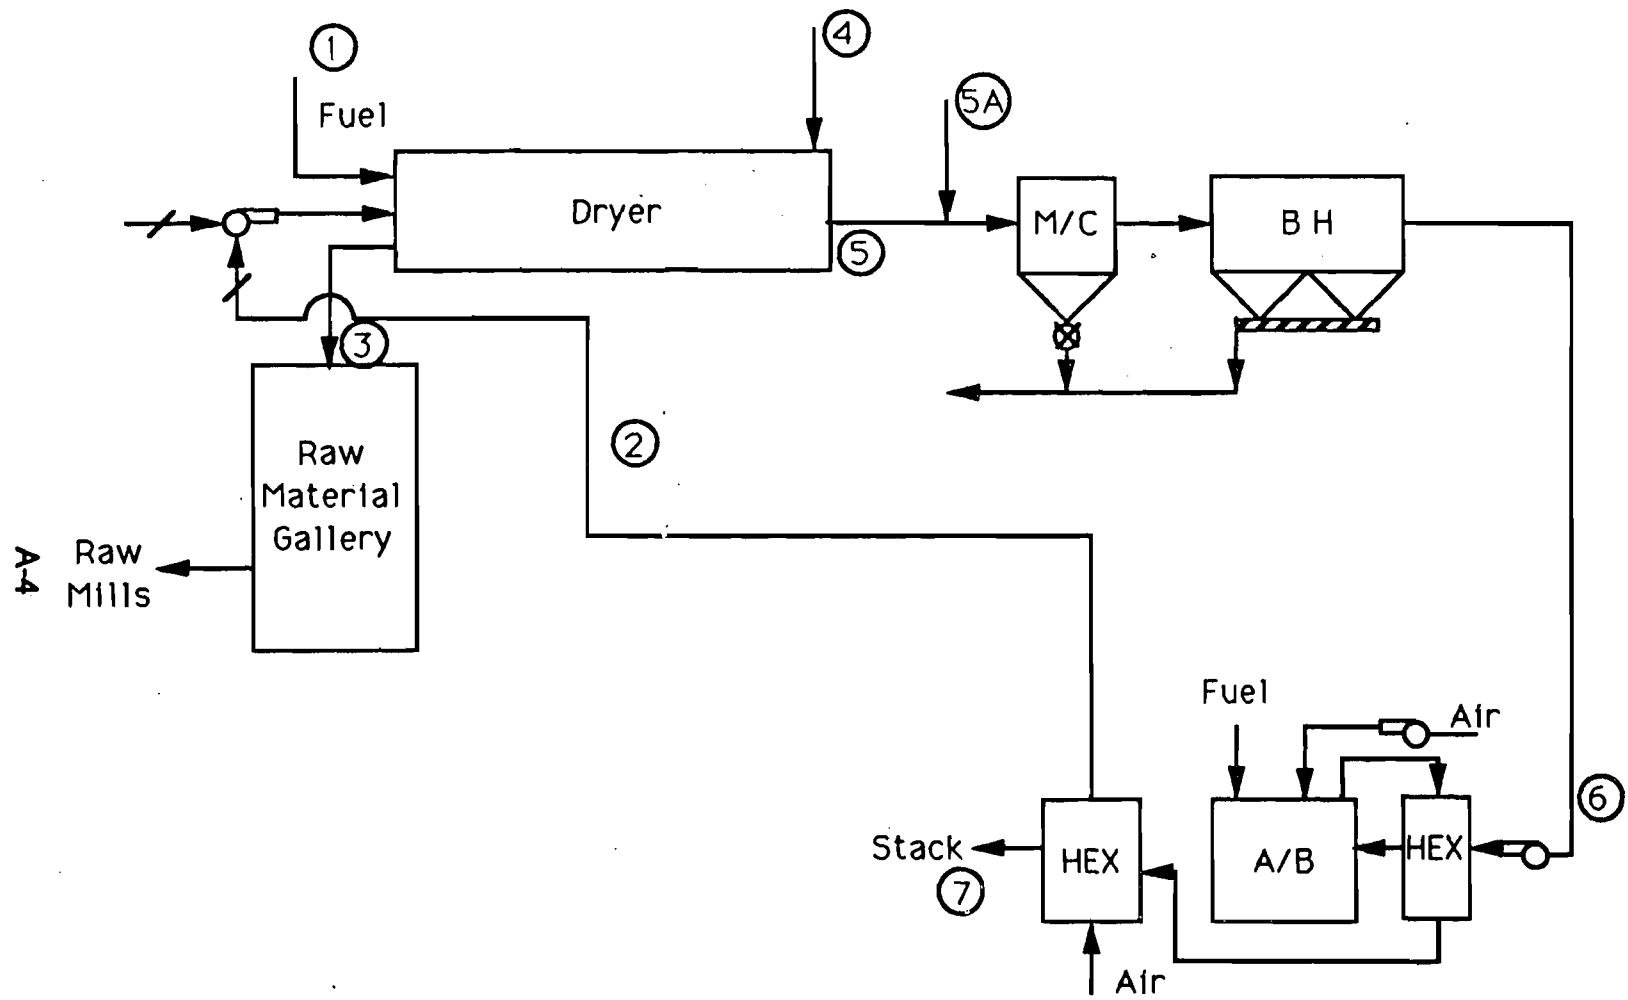 1
4
Fuel
5A
Dryer
M/C
B H
5
3
2
Raw
Material
Gallery
Raw
Mills
A-4
Fuel
Air
6
Stack
HEX
A/B
HEX
7
Air